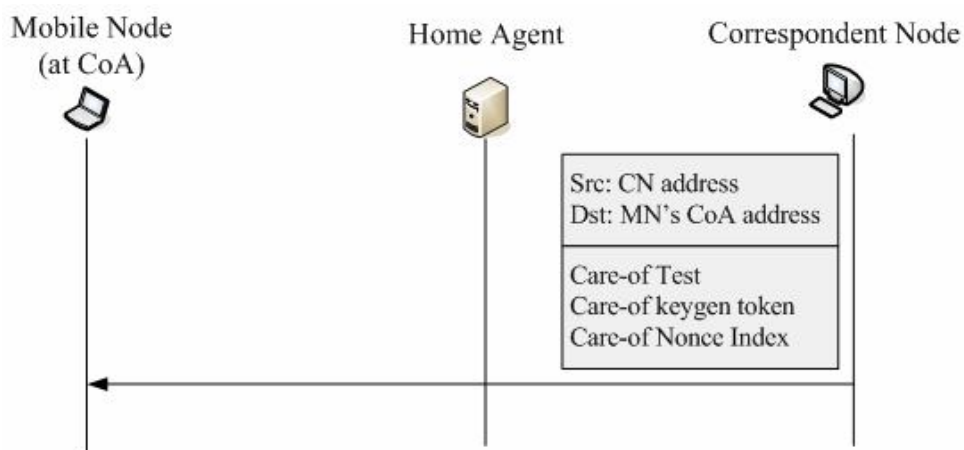 Mobile Node
(at CoA)
Home Agent
Correspondent Node
Src: CN address
Dst: MN's CoA address
Care-of Test
Care-of keygen token
Care-of Nonce Index